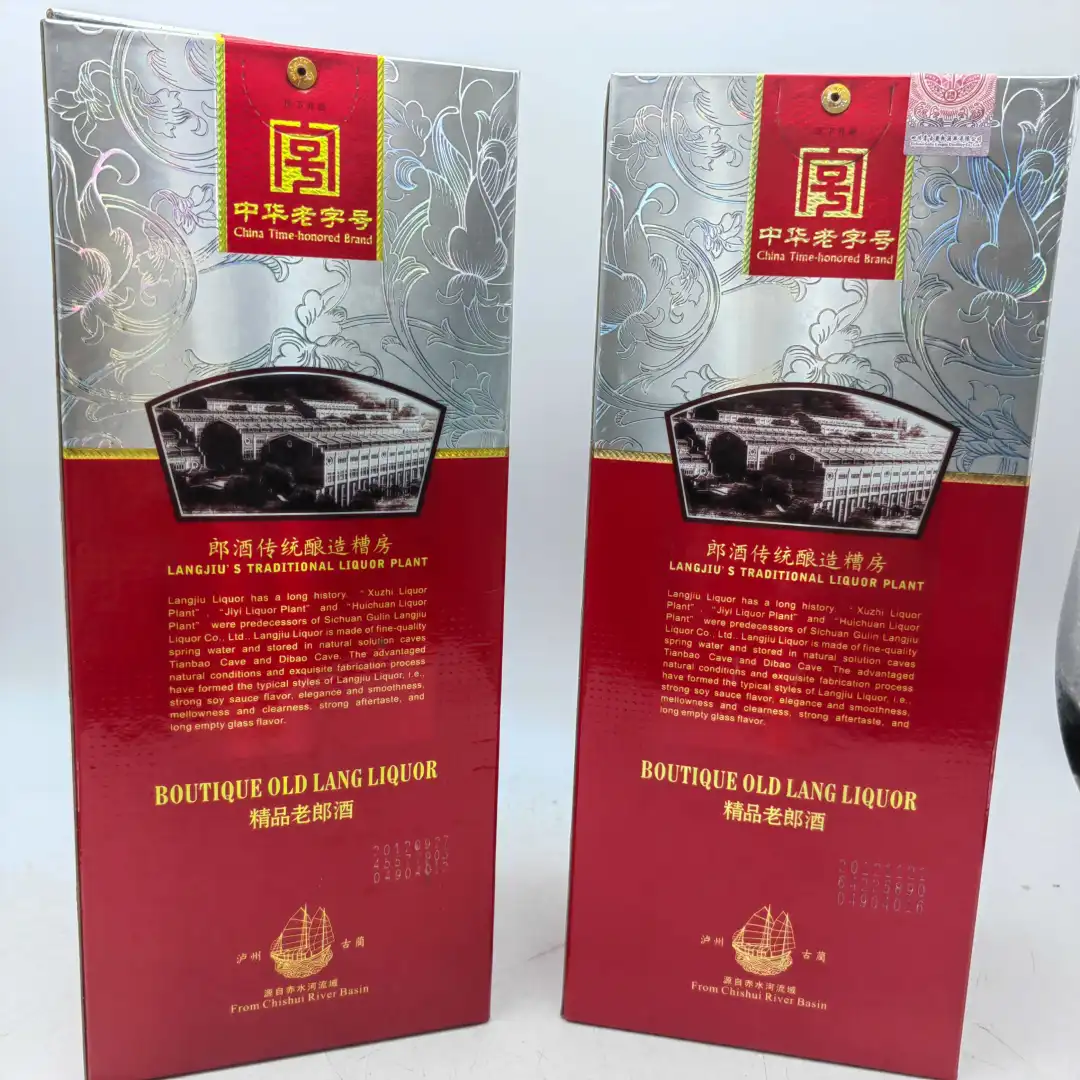 中华老字号
China Time-honored Brand
郎酒传统酿造糟房
LANGJIU'S TRADITIONAL LIQUOR PLANT
Langjiu Liquor has a long history. "Xuzhi Liquor
Plant", "Jiyi Liquor Plant" and "Huichuan Liquor
Plant" were predecessors of Sichuan Gulin Langjiu
Liquor Co., Ltd.. Langjiu Liquor is made of fine-quality
spring water and stored in natural solution caves
Tianbao Cave and Dibao Cave. The advantaged
natural conditions and exquisite fabrication process
have formed the typical styles of Langjiu Liquor, i.e.,
strong soy sauce flavor, elegance and smoothness,
mellowness and clearness, strong aftertaste, and
long empty glass flavor.
BOUTIQUE OLD LANG LIQUOR
精品老郎酒
20120927
04904015
泸州 古蔺
源自赤水河流域
From Chishui River Basin
中华老字号
China Time-honored Brand
郎酒传统酿造糟房
LANGJIU'S TRADITIONAL LIQUOR PLANT
Langjiu Liquor has a long history. "Xuzhi Liquor
Plant", "Jiyi Liquor Plant" and "Huichuan Liquor
Plant" were predecessors of Sichuan Gulin Langjiu
Liquor Co., Ltd.. Langjiu Liquor is made of fine-quality
spring water and stored in natural solution caves
Tianbao Cave and Dibao Cave. The advantaged
natural conditions and exquisite fabrication process
have formed the typical styles of Langjiu Liquor, i.e.,
strong soy sauce flavor, elegance and smoothness,
mellowness and clearness, strong aftertaste, and
long empty glass flavor.
BOUTIQUE OLD LANG LIQUOR
精品老郎酒
04904026
泸州 古蔺
源自赤水河流域
From Chishui River Basin